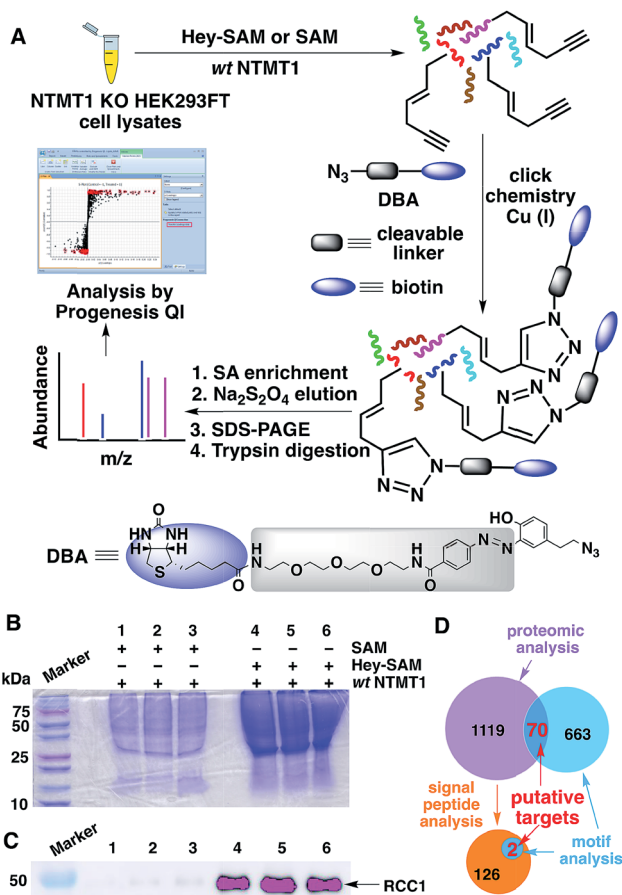 A
Hey-SAM or SAM
wt NTMT1
NTMT1 KO HEK293FT
cell lysates
N3
DBA
click
chemistry
Cu (I)
cleavable
linker
biotin
Analysis by
Progenesis QI
Abundance
m/z
1. SA enrichment
2. Na2S2O4 elution
3. SDS-PAGE
4. Trypsin digestion
N
N
N
N
N
N
N
N
N
DBA
O
HN
NH
H
H
S
O
H
N
O
O
O
H
N
O
N
N
HO
N3
B
1 2 3 4 5 6
+ + + – – – SAM
– – – + + + Hey-SAM
+ + + + + + wt NTMT1
Marker
kDa
75
50
25
10
C
Marker
1 2 3 4 5 6
50
RCC1
D
proteomic
analysis
1119
70
663
signal
peptide
analysis
putative
targets
2
motif
analysis
126